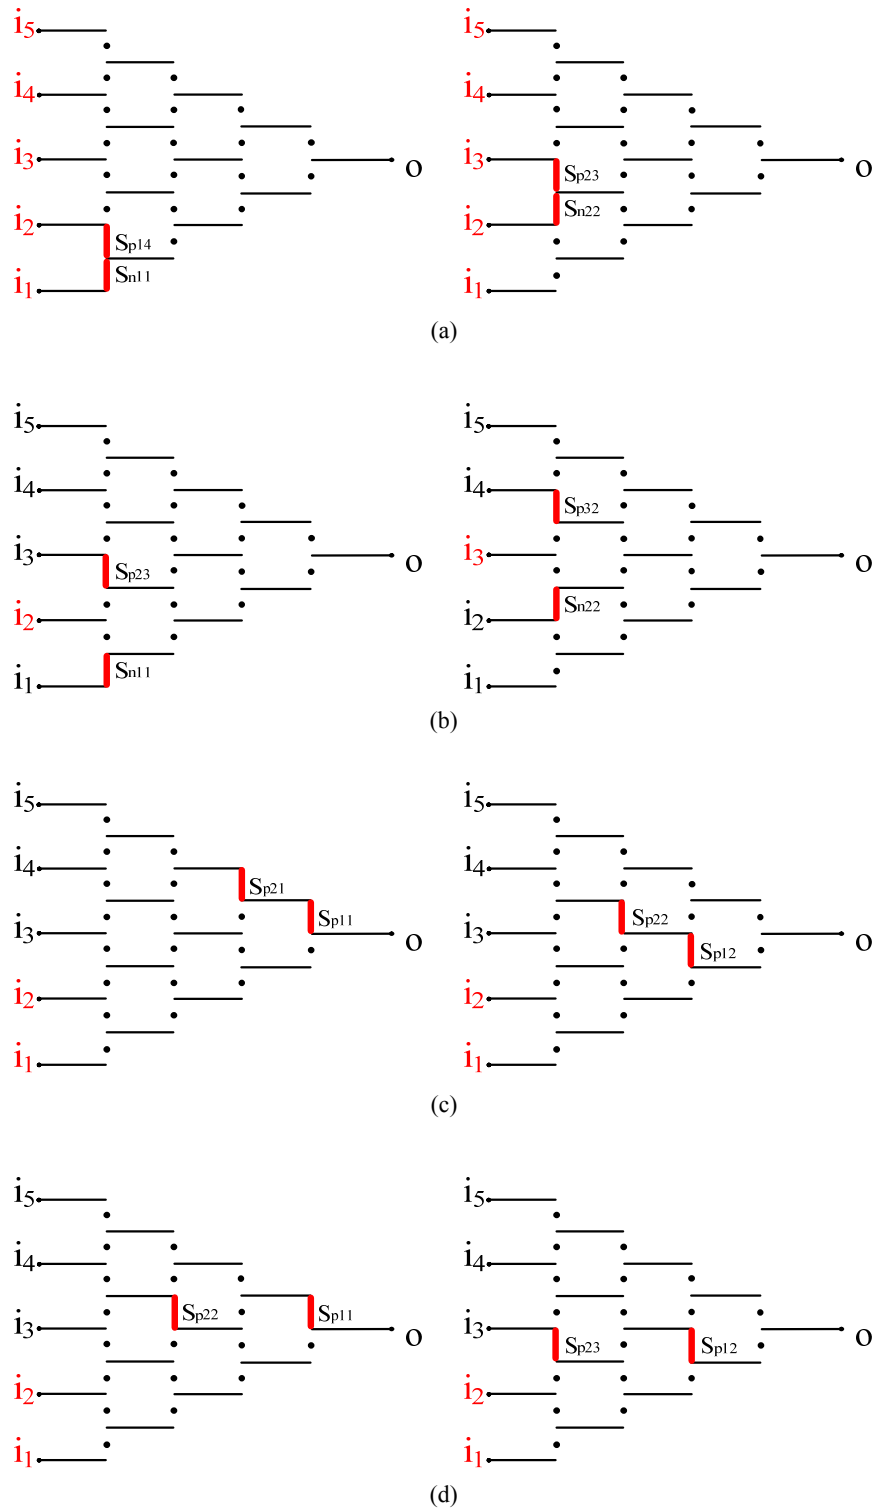 i5 i5
i4 i4
i3 Sp23 i3
O O
i2 Sn22 i2
Sp14
Sn11
i1 i1
(a)
i5 i5
i4 Sp32 i4
i3 Sp23 i3
O O
i2 Sn22 i2
i1 Sn11 i1
(b)
i5 i5
i4 Sp21 i4
i3 Sp11 Sp22 i3
O Sp12 O
i2 i2
i1 i1
(c)
i5 i5
i4 i4
Sp22 Sp11
i3 i3
O Sp23 Sp12 O
i2 i2
i1 i1
(d)